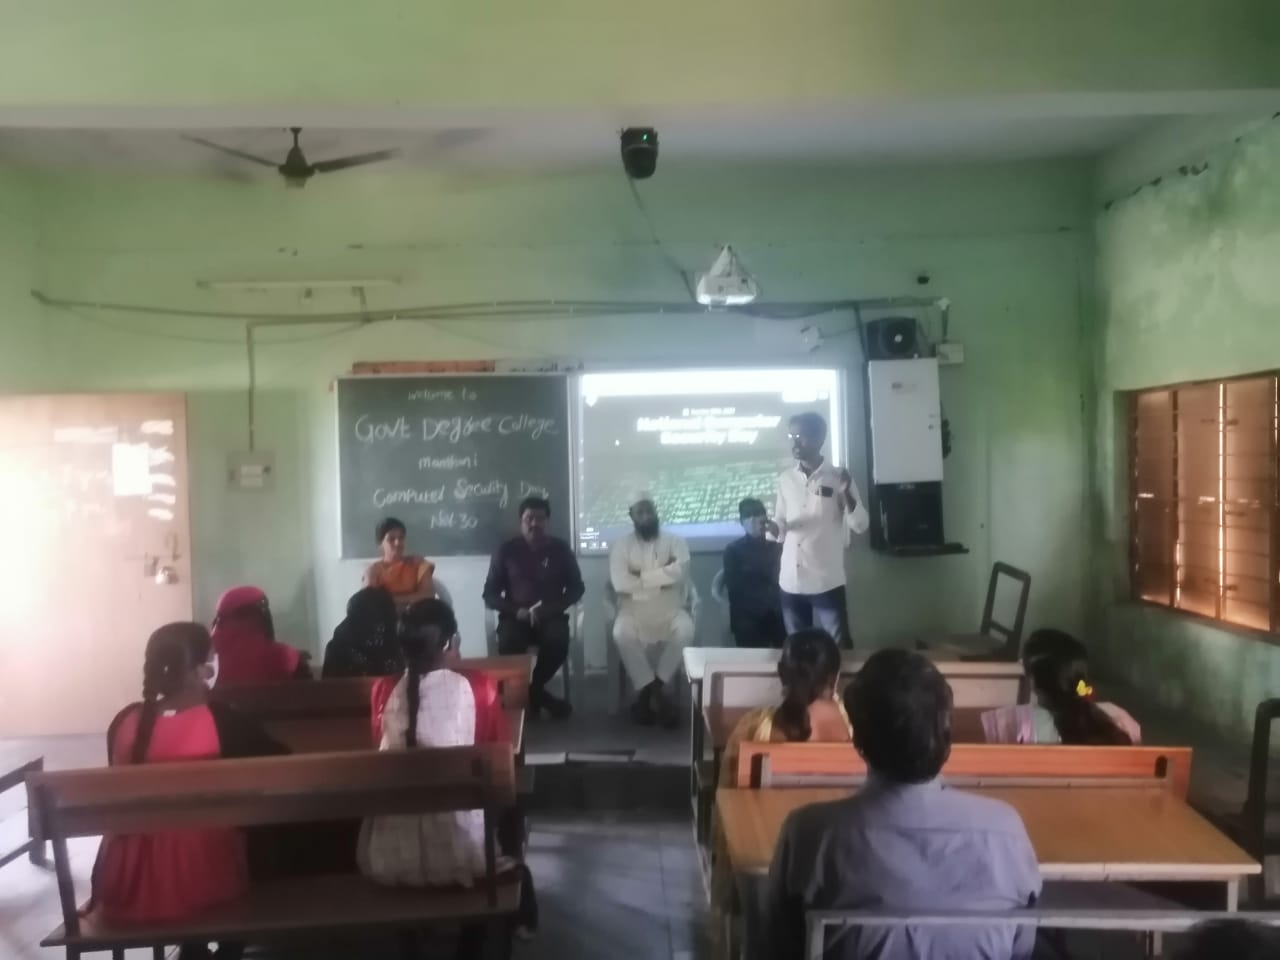 welcome to
Govt Degree College
manthani
Computer Security Day
Nov. 30
National Computer
Security Day